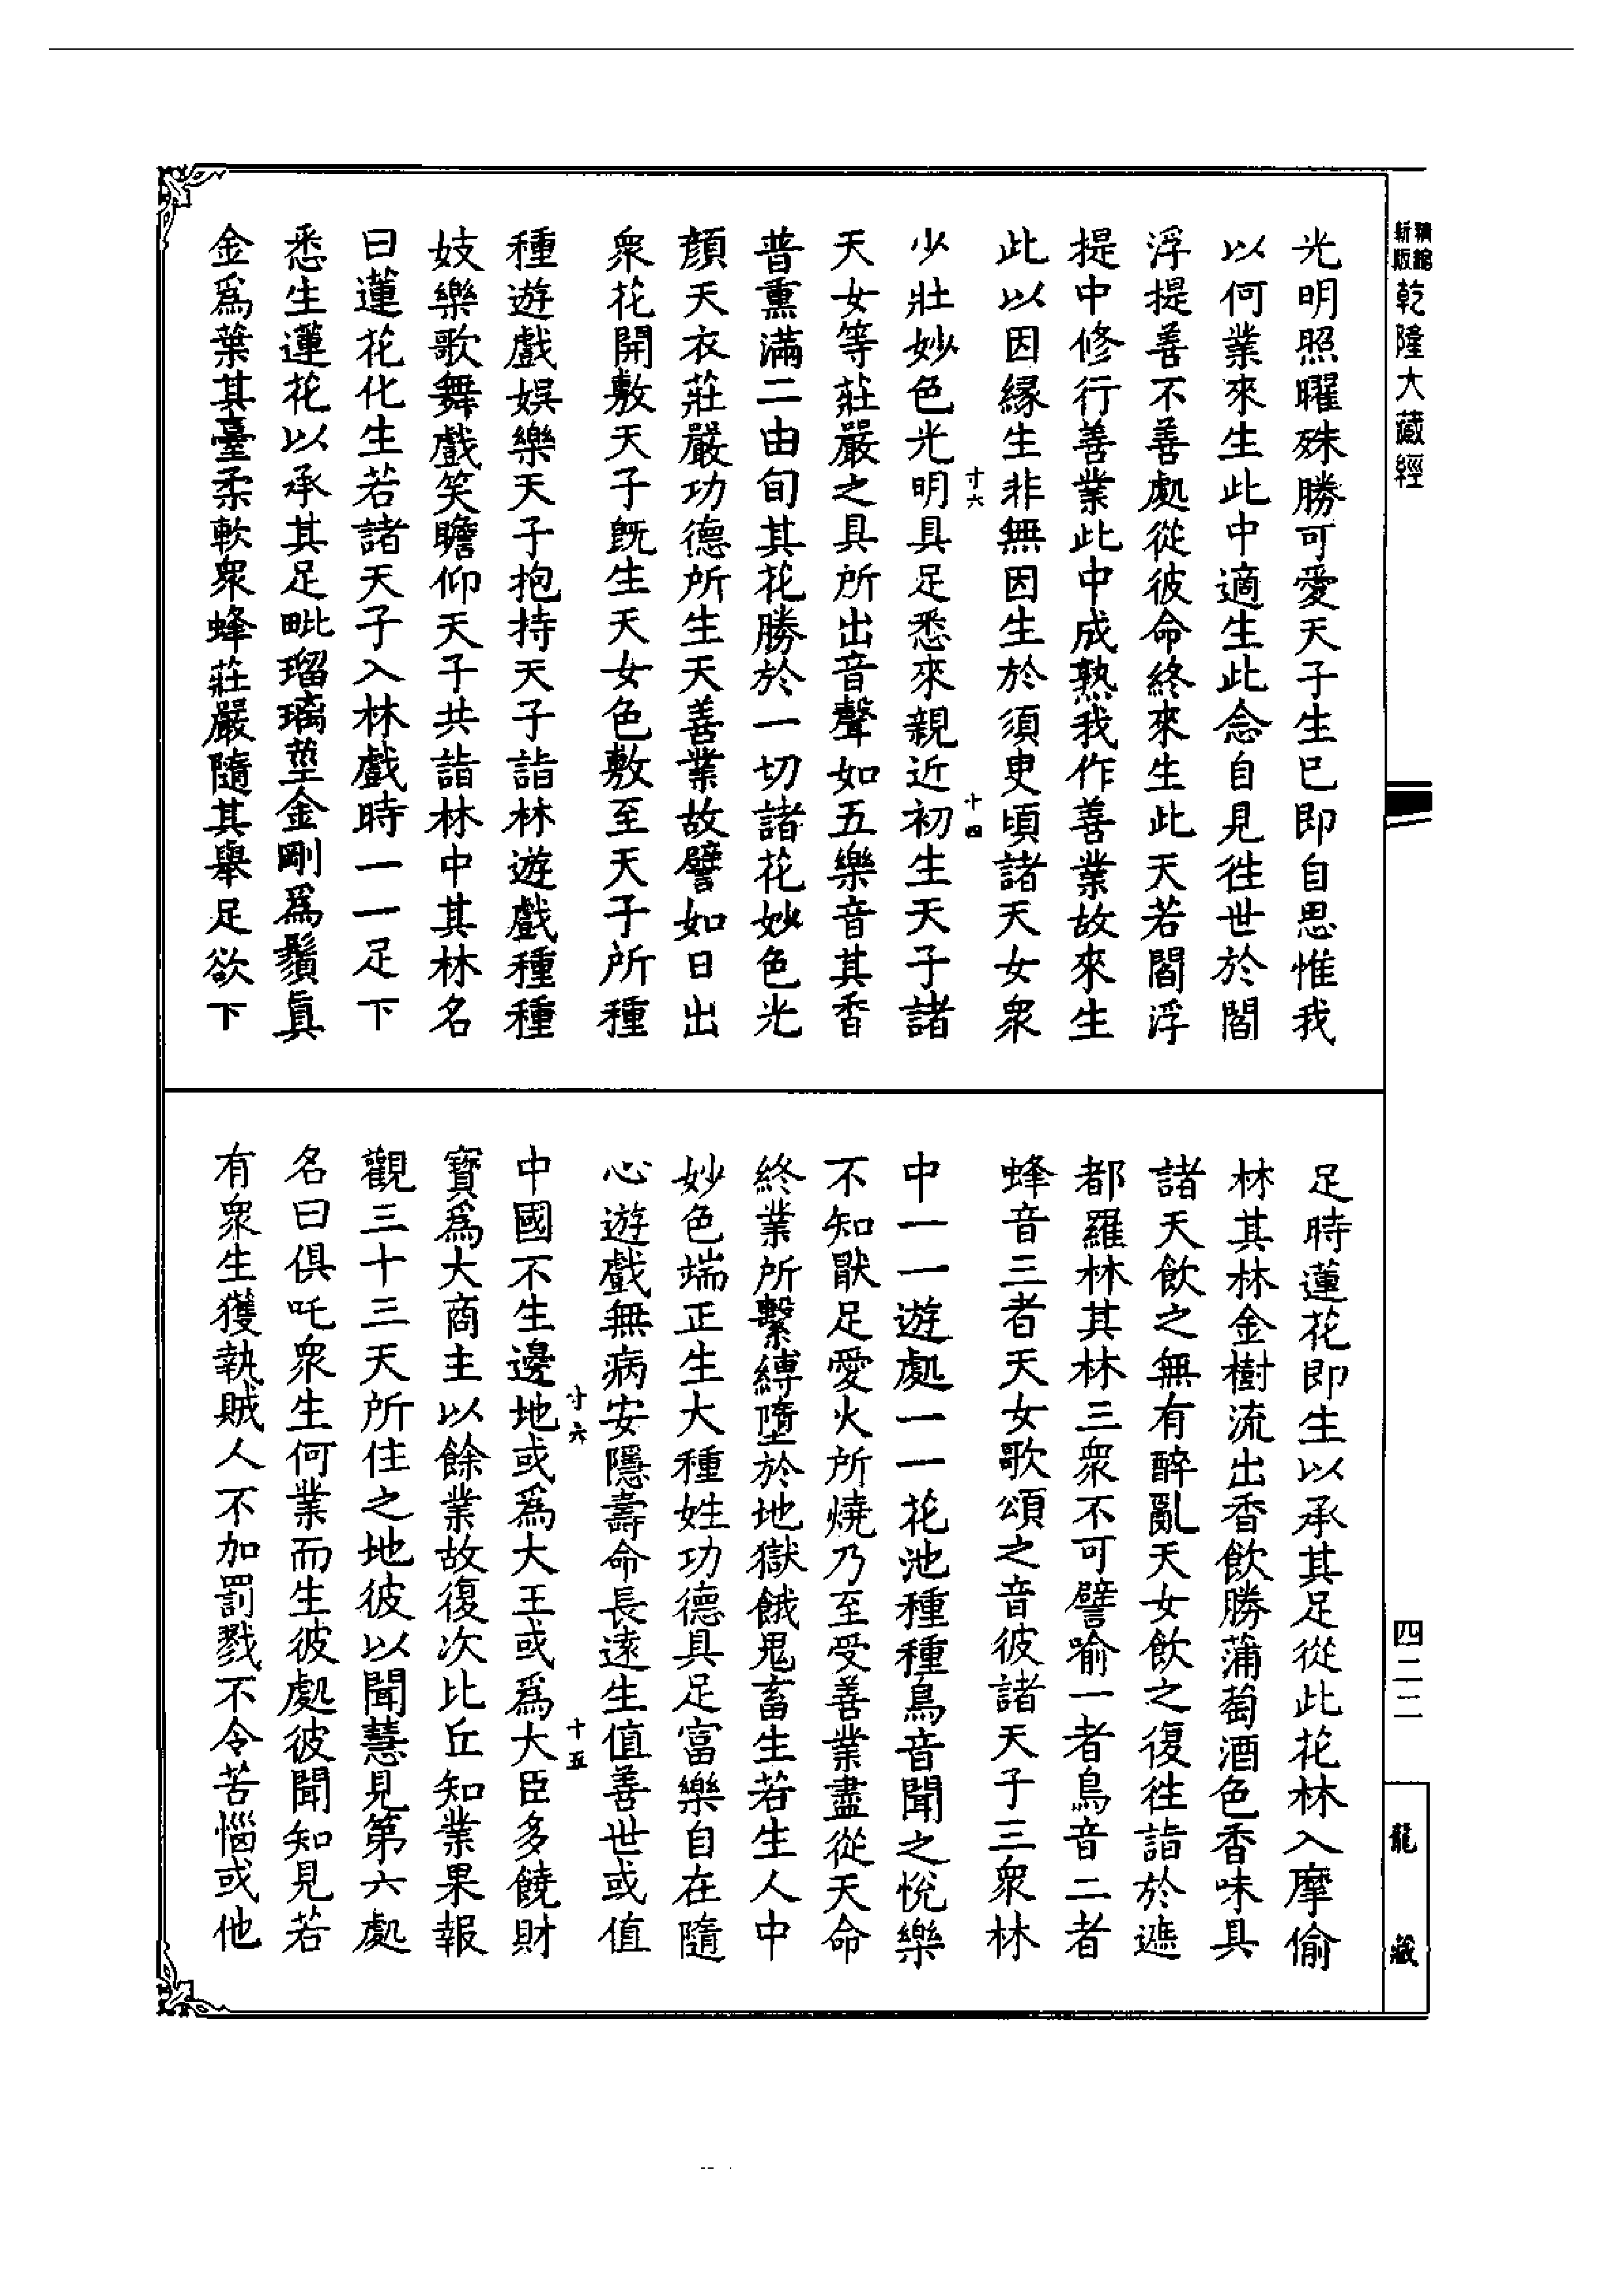 精縮新版乾隆大藏經
光明照曜殊勝可愛天子生已即自思惟我
以何業來生此中適生此念自見往世於閻
浮提善不善處從彼命終來生此天若閻浮
提中修行善業此中成熟我作善業故來生
此以因緣生非無因生於須史頃諸天女衆
少壯妙色光明具足悉來親近初生天子諸
十六
十四
天女等莊嚴之具所出音聲如五樂音其香
普熏滿二由旬其花勝於一切諸花妙色光
顏天衣莊嚴功德所生天善業故譬如日出
衆花開敷天子既生天女色敷至天子所種
種遊戲娛樂天子抱持天子詣林遊戲種種
妓樂歌舞戲笑瞻仰天子共詣林中其林名
曰蓮花化生若諸天子入林戲時一一足下
悉生蓮花以承其足毗瑠璃莖金剛爲鬚眞
金爲葉其臺柔軟衆蜂莊嚴隨其舉足欲下
足時蓮花即生以承其足從此花林入摩偷
林其林金樹流出香飲勝蒲萄酒色香味具
諸天飲之無有醉亂天女飲之復往詣於遮
都羅林其林三衆不可譬喻一者鳥音二者
蜂音三者天女歌頌之音彼諸天子三衆林
中一一遊處一一花池種種鳥音聞之悅樂
不知猒足愛火所燒乃至受善業盡從天命
終業所繫縛墮於地獄餓鬼畜生若生人中
妙色端正生大種姓功德具足富樂自在隨
心遊戲無病安隱壽命長遠生值善世或值
十六
十五
中國不生邊地或爲大王或爲大臣多饒財
寶爲大商主以餘業故復次比丘知業果報
觀三十三天所住之地彼以聞慧見第六處
名曰俱吒衆生何業而生彼處彼聞知見若
有衆生獲執賊人不加罰戮不令苦惱或他
四二二
龍藏